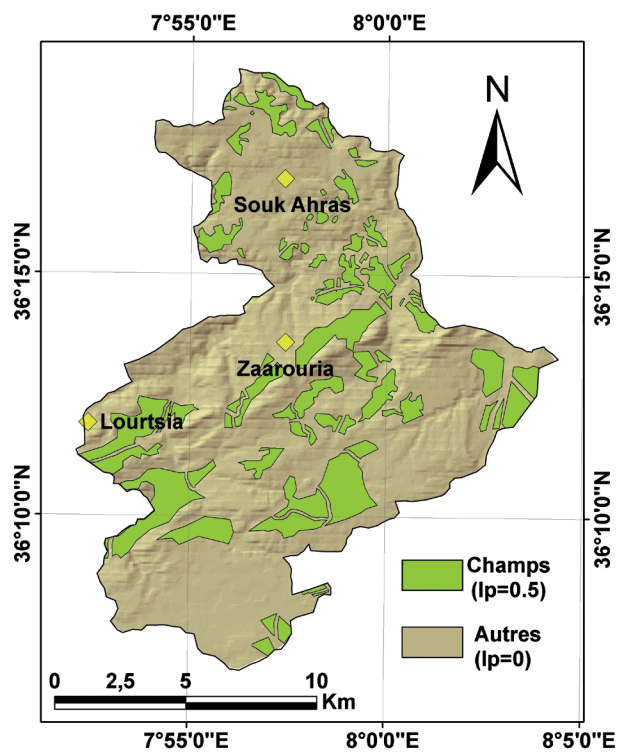 7°55'0"E 8°0'0"E
N
Souk Ahras
36°15'0"N 36°15'0"N
Zaarouria
Lourtsia
36°10'0"N 36°10'0"N
Champs
(Ip=0.5)
Autres
(Ip=0)
0 2,5 5 10
Km
7°55'0"E 8°0'0"E 8°5'0"E